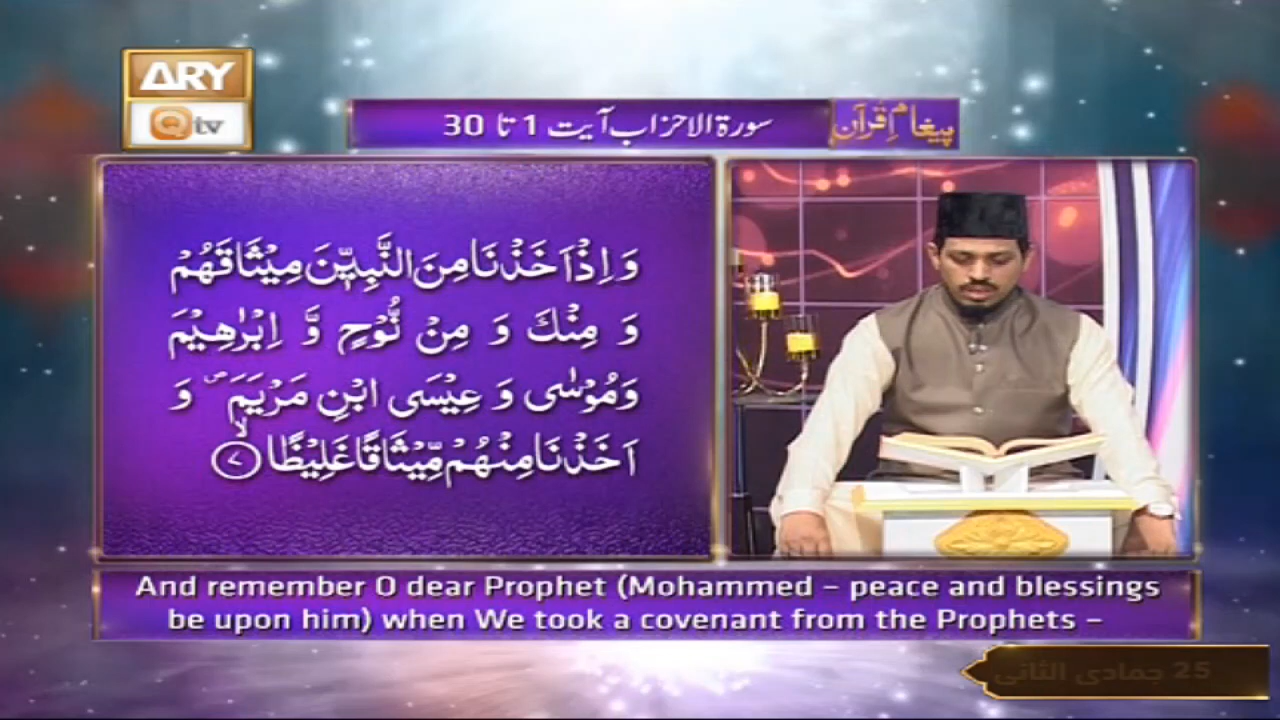 ARY
Qtv
سورۃ الاحزاب آیت 1 تا 30
پیغام قرآن
وَ اِذۡ اَخَذۡنَا مِنَ النَّبِیّٖنَ مِیۡثَاقَهُمۡ
وَ مِنۡكَ وَ مِنۡ نُّوۡحٍ وَّ اِبۡرٰهِیۡمَ
وَ مُوۡسٰی وَ عِیۡسَی ابۡنِ مَرۡیَمَ ۪ وَ
اَخَذۡنَا مِنۡهُمۡ مِّیۡثَاقًا غَلِیۡظًا ۙ﴿۷﴾
And remember O dear Prophet (Mohammed – peace and blessings
be upon him) when We took a covenant from the Prophets –
25 جمادی الثانی